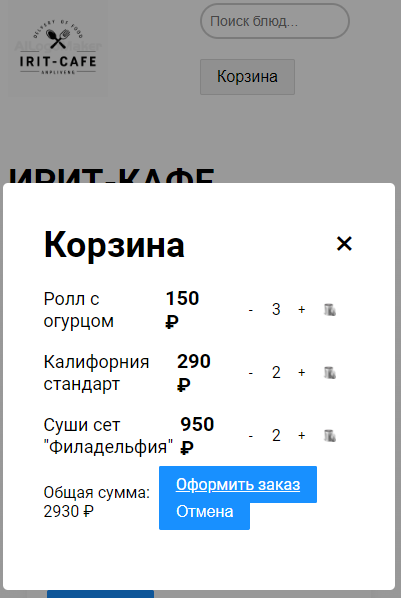 Поиск блюд...
DELIVERY OF FOOD
IRIT-CAFE
Корзина
ИРИТ-КАФЕ
Корзина
×
Ролл с
огурцом
150
₽
- 3 +
Калифорния
стандарт
290
₽
- 2 +
Суши сет
"Филадельфия"
950
₽
- 2 +
Общая сумма:
2930 ₽
Оформить заказ
Отмена